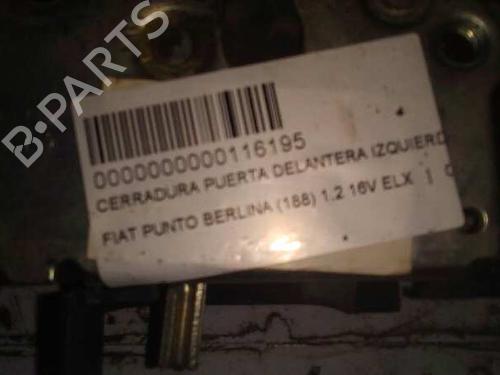 B-PARTS
0000000000116195
CERRADURA PUERTA DELANTERA IZQUIERD
FIAT PUNTO BERLINA (188) 1.2 16V ELX |